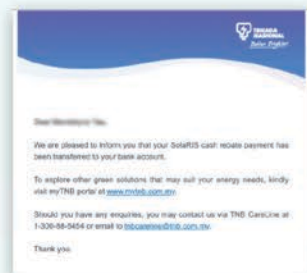 TENAGA
NASIONAL
Better. Brighter.
We are pleased to inform you that your SolaRIS cash rebate payment has
been transferred to your bank account.
To explore other green solutions that may suit your energy needs, kindly
visit myTNB portal at www.mytnb.com.my.
Should you have any enquiries, you may contact us via TNB CareLine at
1-300-88-5454 or email to tnbcareline@tnb.com.my.
Thank you.